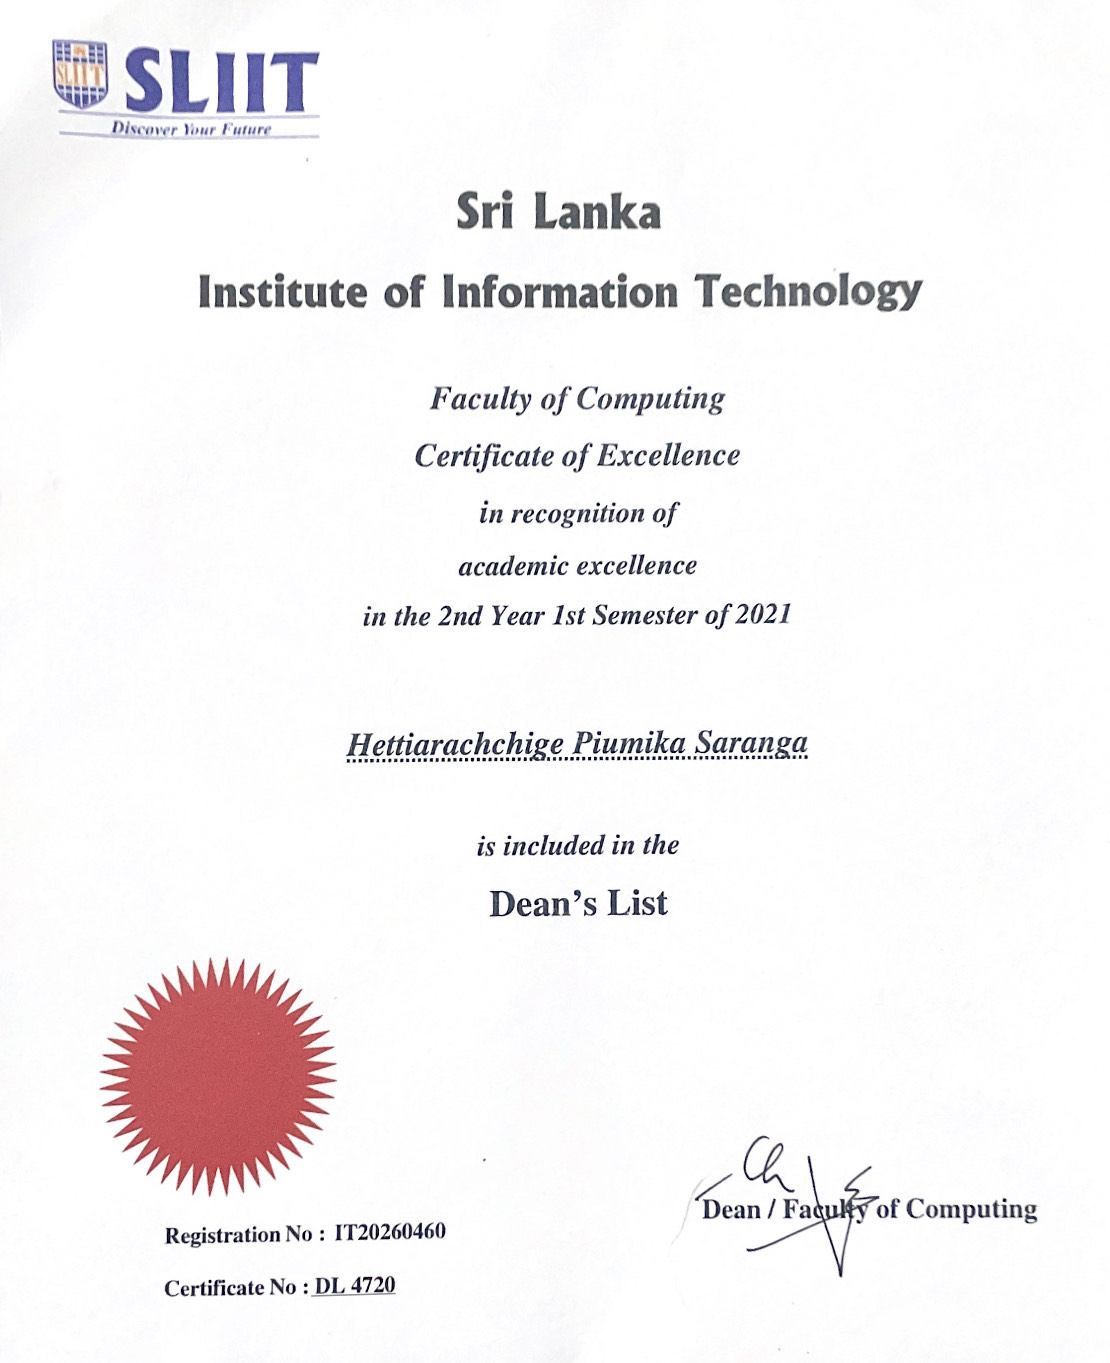 SLIIT
SLIIT
Discover Your Future
Sri Lanka
Institute of Information Technology
Faculty of Computing
Certificate of Excellence
in recognition of
academic excellence
in the 2nd Year 1st Semester of 2021
Hettiarachchige Piumika Saranga
is included in the
Dean's List
Dean / Faculty of Computing
Registration No : IT20260460
Certificate No : DL 4720